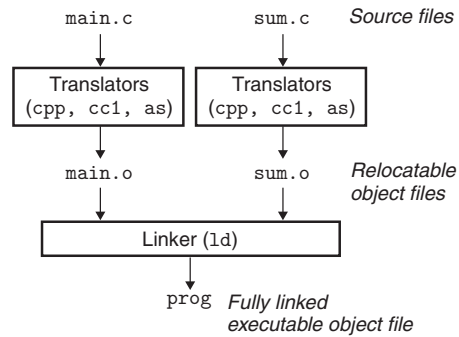 main.c sum.c Source files
Translators Translators
(cpp, cc1, as) (cpp, cc1, as)
main.o sum.o Relocatable
object files
Linker (ld)
prog Fully linked
executable object file